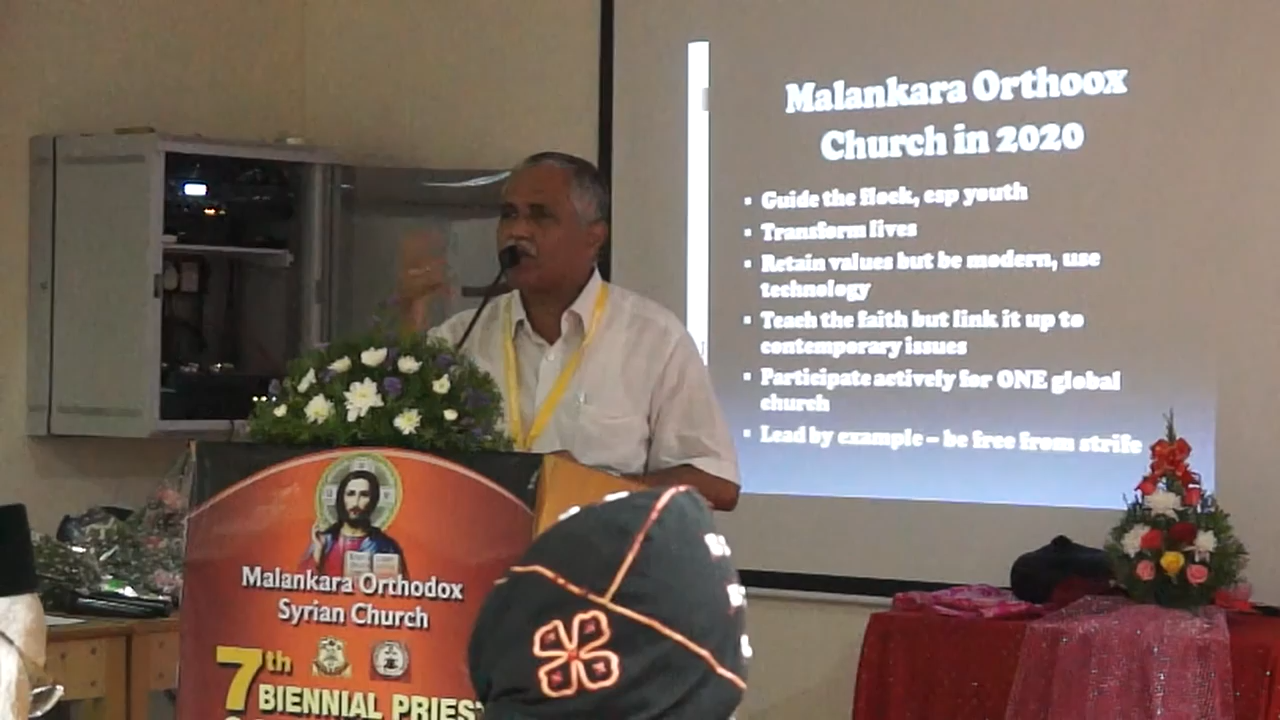 Malankara Orthoox
Church in 2020
• Guide the flock, esp youth
• Transform lives
• Retain values but be modern, use
technology
• Teach the faith but link it up to
contemporary issues
• Participate actively for ONE global
church
• Lead by example – be free from strife
Malankara Orthodox
Syrian Church
7th
BIENNIAL PRIEST